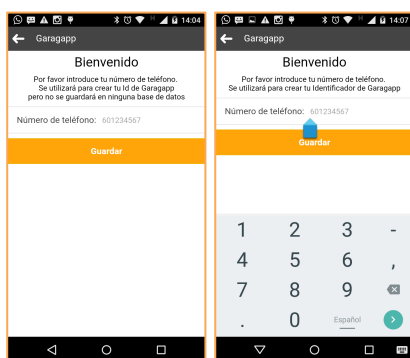 14:04
Garagapp
Bienvenido
Por favor introduce tu número de teléfono.
Se utilizará para crear tu Id de Garagapp
pero no se guardará en ninguna base de datos
Número de teléfono: 601234567
Guardar
H 14:07
Garagapp
Bienvenido
Por favor introduce tu número de teléfono.
Se utilizará para crear tu Identificador de Garagapp
Número de teléfono: 601234567
Guardar
1 2 3 -
4 5 6 ,
7 8 9
. 0 Español